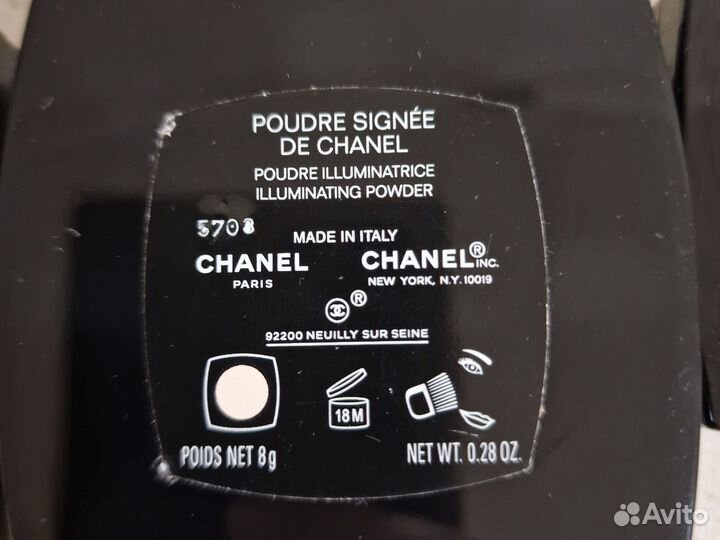 POUDRE SIGNÉE
DE CHANEL
POUDRE ILLUMINATRICE
ILLUMINATING POWDER
5703
MADE IN ITALY
CHANEL CHANEL® INC.
PARIS NEW YORK, N.Y. 10019
®
92200 NEUILLY SUR SEINE
18M
POIDS NET 8g NET WT. 0.28 OZ.
Avito